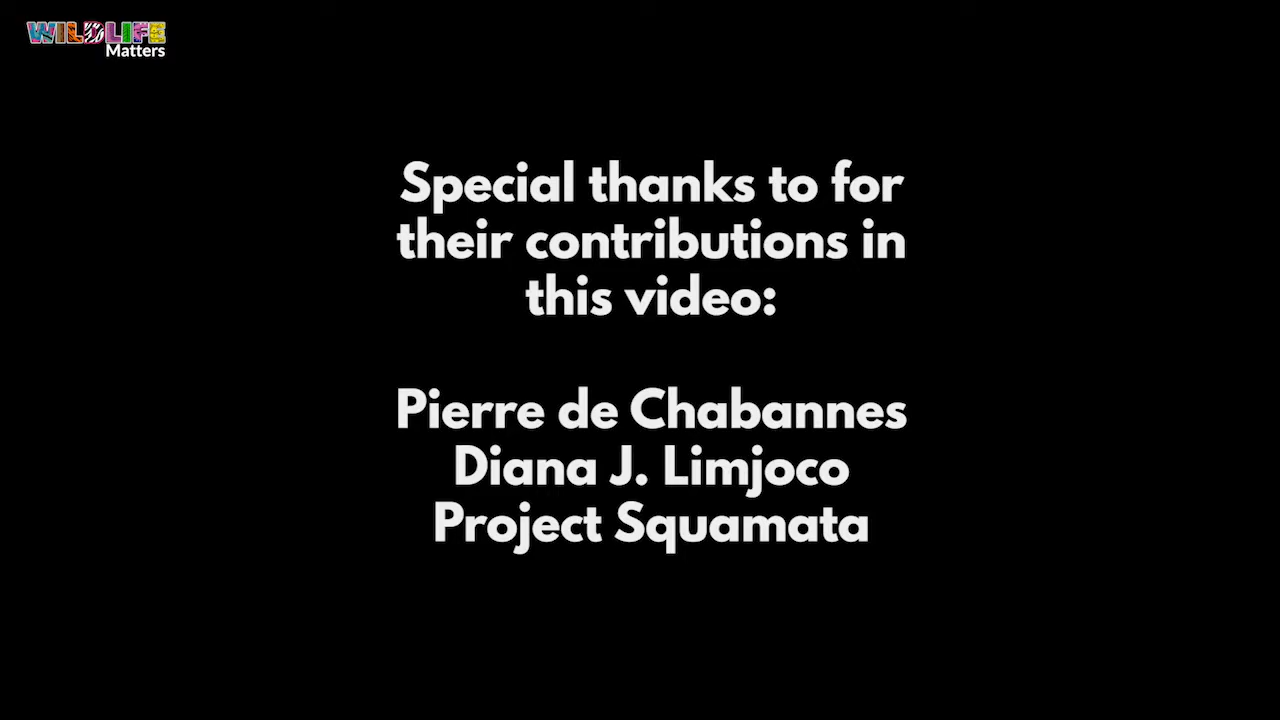 WILDLIFE
Matters
Special thanks to for
their contributions in
this video:
Pierre de Chabannes
Diana J. Limjoco
Project Squamata